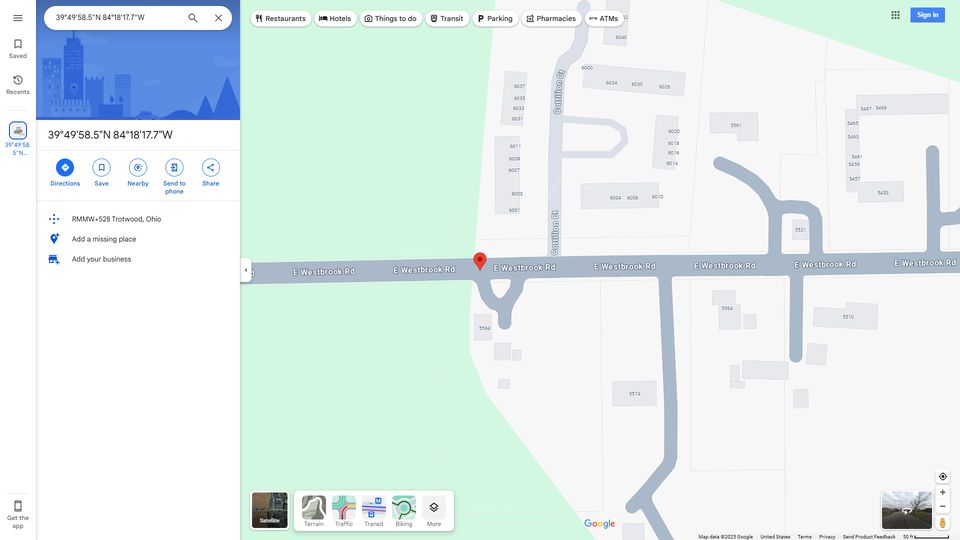 39°49'58.5"N 84°18'17.7"W
Restaurants
Hotels
Things to do
Transit
Parking
Pharmacies
ATMs
Sign in
Saved
Recents
39°49'58.
5"N...
39°49'58.5"N 84°18'17.7"W
Directions
Save
Nearby
Send to
phone
Share
RMMW+528 Trotwood, Ohio
Add a missing place
Add your business
Get the
app
6040
6000
6034
6030
6026
6037
6035
6033
6031
Cotillion Ct
6020
6018
6016
6014
5561
5467
5469
5465
5463
5461
5459
5457
5453
6011
6009
6007
6003
6001
6004
6006
6010
Cotillion Ct
5521
E Westbrook Rd
E Westbrook Rd
E Westbrook Rd
E Westbrook Rd
E Westbrook Rd
E Westbrook Rd
E Westbrook Rd
5594
5564
5510
5574
Satellite
Terrain
Traffic
Transit
Biking
More
Google
Map data ©2025 Google
United States
Terms
Privacy
Send Product Feedback
50 ft